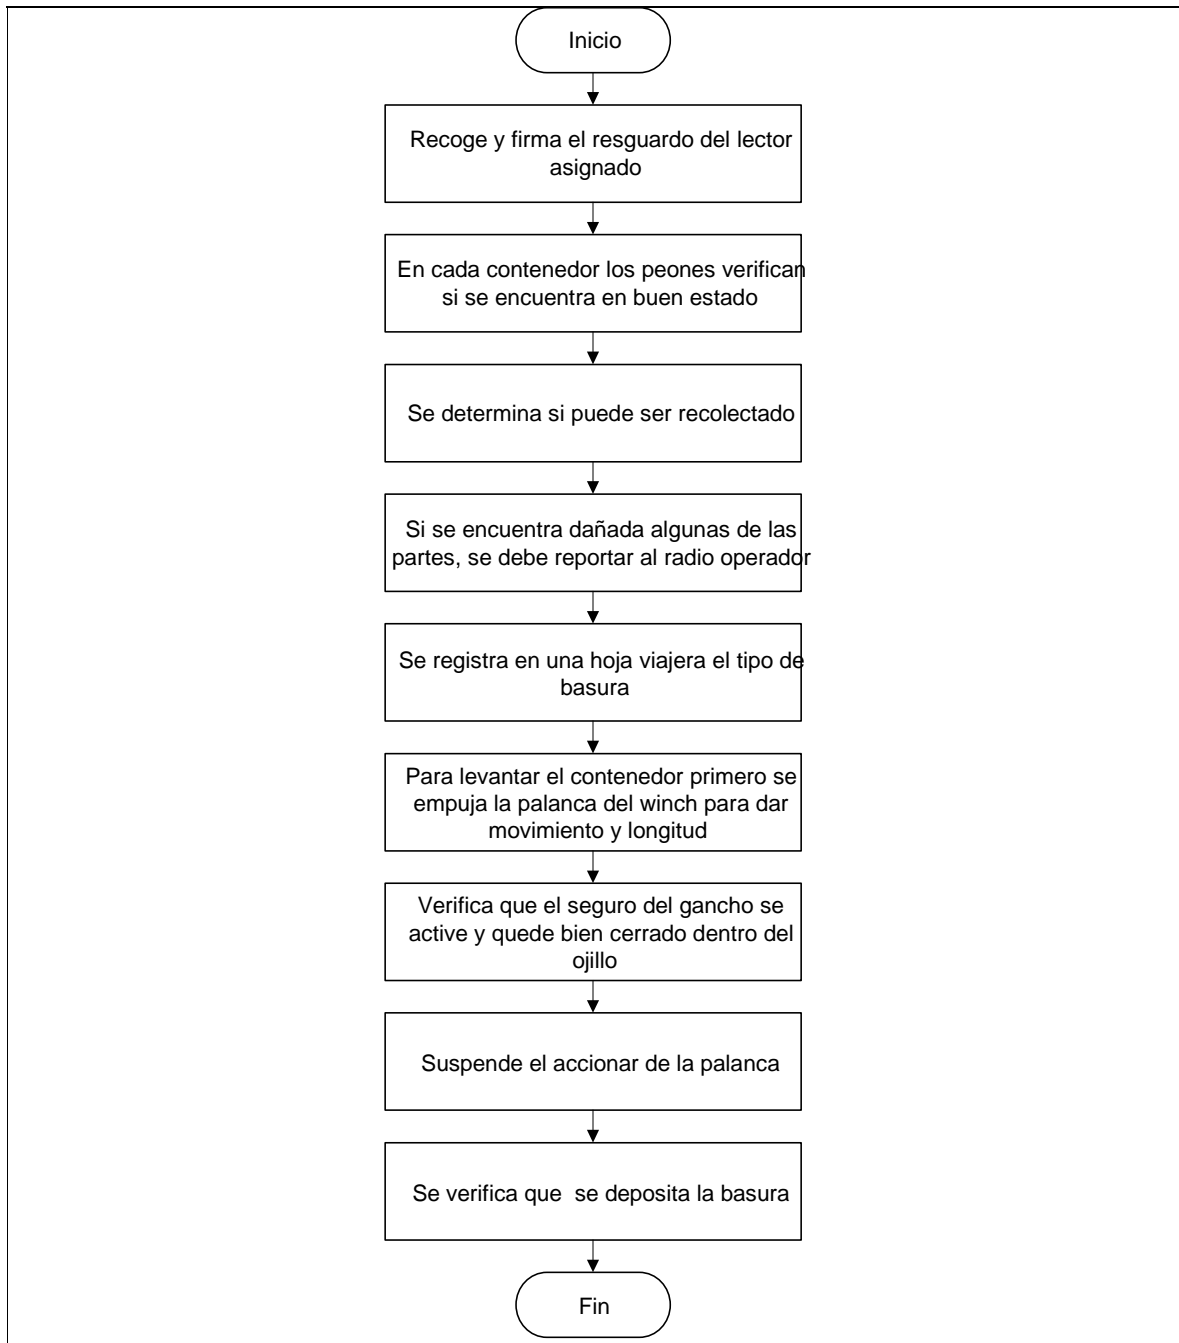 Inicio
Recoge y firma el resguardo del lector
asignado
En cada contenedor los peones verifican
si se encuentra en buen estado
Se determina si puede ser recolectado
Si se encuentra dañada algunas de las
partes, se debe reportar al radio operador
Se registra en una hoja viajera el tipo de
basura
Para levantar el contenedor primero se
empuja la palanca del winch para dar
movimiento y longitud
Verifica que el seguro del gancho se
active y quede bien cerrado dentro del
ojillo
Suspende el accionar de la palanca
Se verifica que  se deposita la basura
Fin